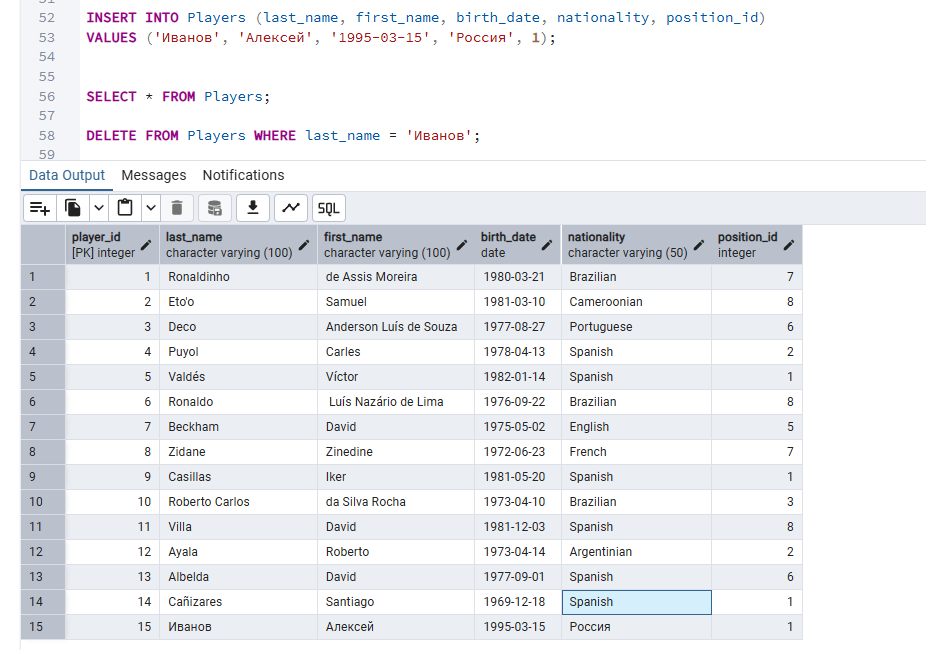 52 INSERT INTO Players (last_name, first_name, birth_date, nationality, position_id)
53 VALUES ('Иванов', 'Алексей', '1995-03-15', 'Россия', 1);
54
55
56 SELECT * FROM Players;
57
58 DELETE FROM Players WHERE last_name = 'Иванов';
59
Data Output Messages Notifications
SQL
player_id last_name first_name birth_date nationality position_id
[PK] integer character varying (100) character varying (100) date character varying (50) integer
1 1 Ronaldinho de Assis Moreira 1980-03-21 Brazilian 7
2 2 Eto'o Samuel 1981-03-10 Cameroonian 8
3 3 Deco Anderson Luís de Souza 1977-08-27 Portuguese 6
4 4 Puyol Carles 1978-04-13 Spanish 2
5 5 Valdés Víctor 1982-01-14 Spanish 1
6 6 Ronaldo Luís Nazário de Lima 1976-09-22 Brazilian 8
7 7 Beckham David 1975-05-02 English 5
8 8 Zidane Zinedine 1972-06-23 French 7
9 9 Casillas Iker 1981-05-20 Spanish 1
10 10 Roberto Carlos da Silva Rocha 1973-04-10 Brazilian 3
11 11 Villa David 1981-12-03 Spanish 8
12 12 Ayala Roberto 1973-04-14 Argentinian 2
13 13 Albelda David 1977-09-01 Spanish 6
14 14 Cañizares Santiago 1969-12-18 Spanish 1
15 15 Иванов Алексей 1995-03-15 Россия 1